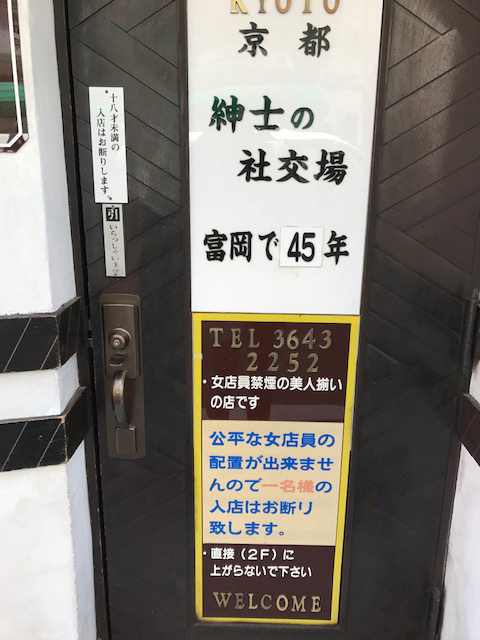 KYOTO
京都
紳士の
社交場
富岡で45年
十八才未満の
入店はお断りします。
引
いらっしゃいませ
TEL 3643
2252
・女店員禁煙の美人揃い
の店です
公平な女店員の
配置が出来ませ
んので一名様の
入店はお断り
致します。
・直接(2F)に
上がらないで下さい
WELCOME